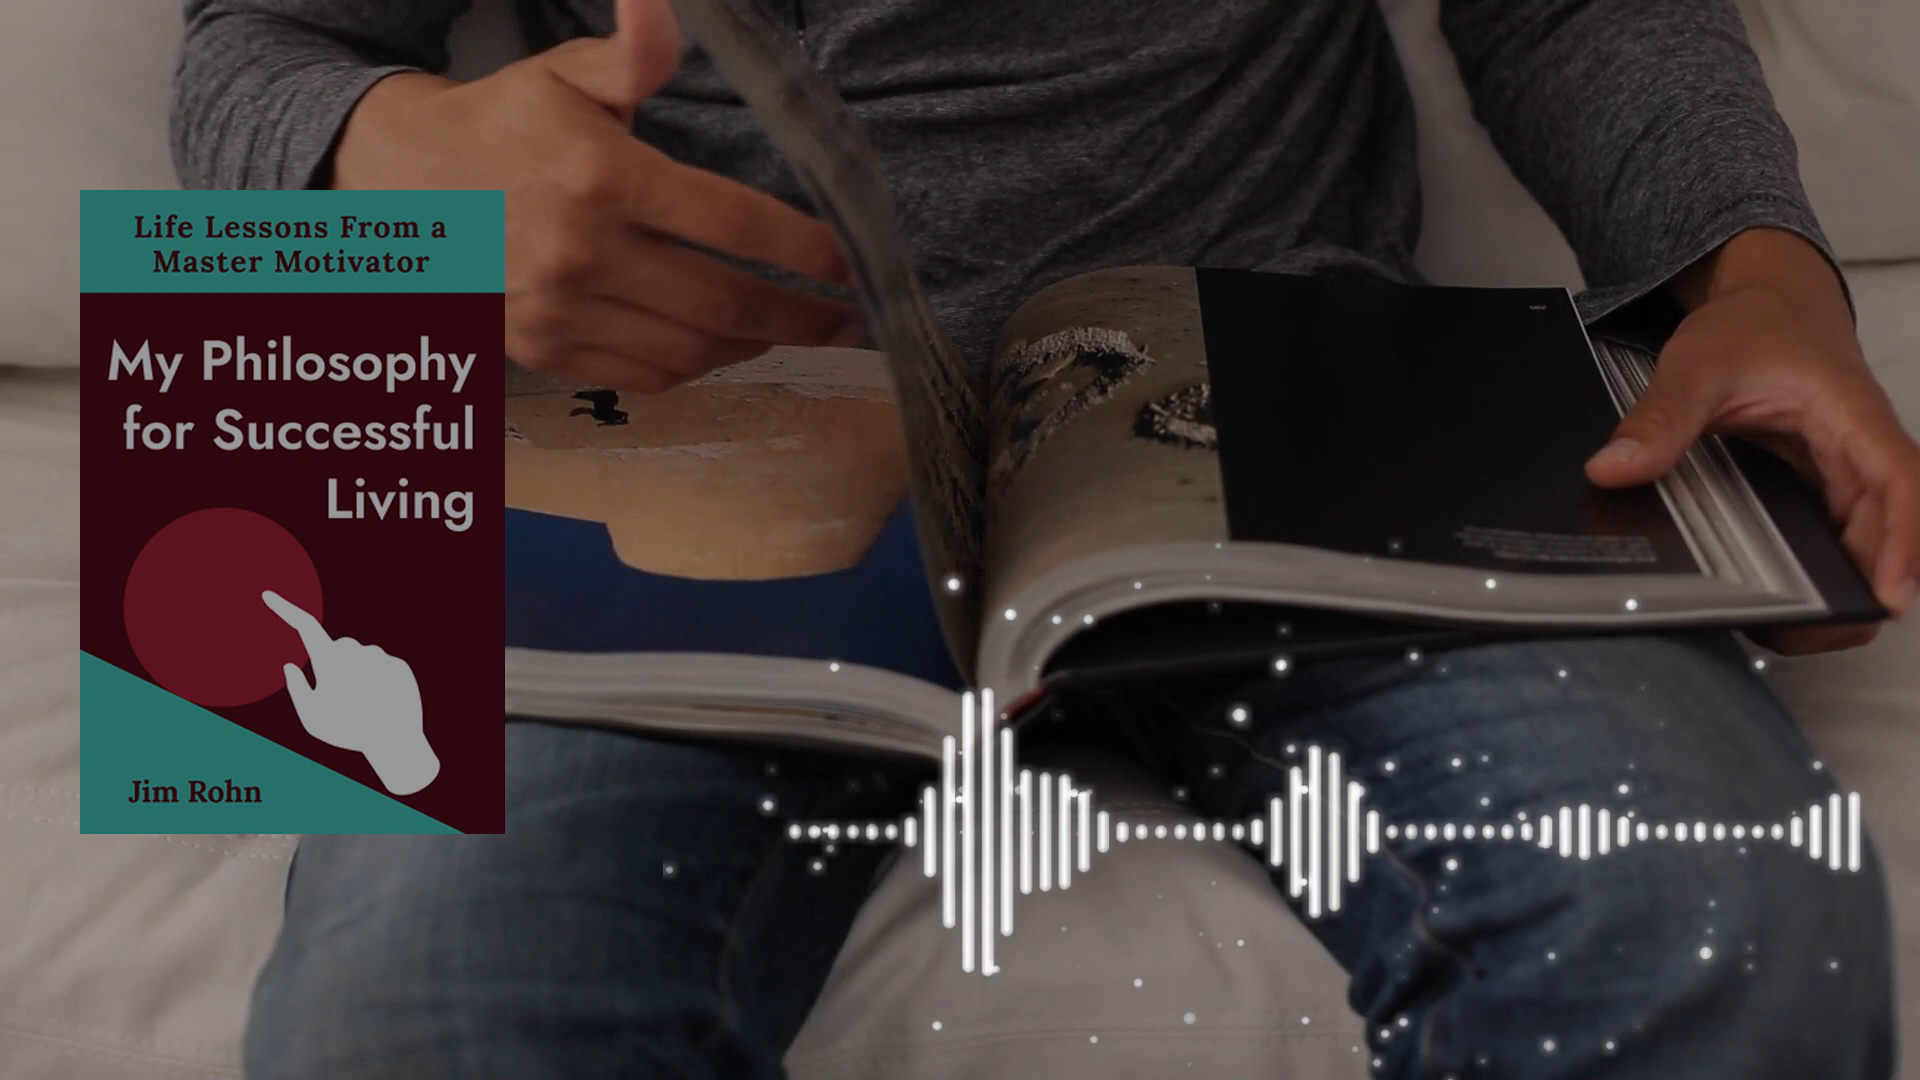 Life Lessons From a
Master Motivator
My Philosophy
for Successful
Living
Jim Rohn